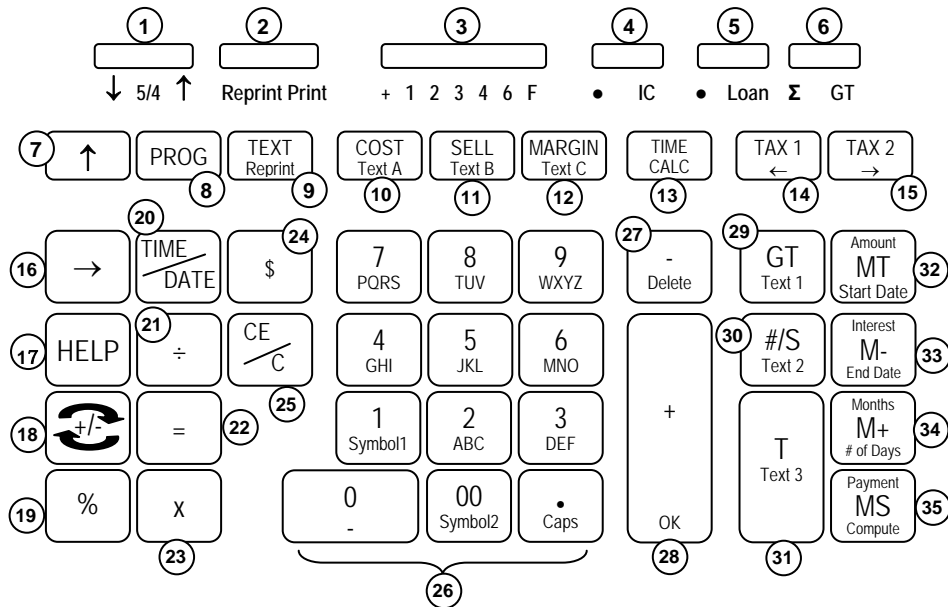 1 2 3 4 5 6
↓ 5/4 ↑ Reprint Print + 1 2 3 4 6 F • IC • Loan Σ GT
7 ↑ PROG TEXT COST SELL MARGIN TIME TAX 1 TAX 2
Reprint Text A Text B Text C CALC ← →
8 9 10 11 12 13 14 15
20 24 27 29
16 → TIME/DATE $ 7 8 9 - GT Amount
PQRS TUV WXYZ Delete Text 1 MT 32
Start Date
17 HELP 21 ÷ CE/C 4 5 6 30 #/S Interest
GHI JKL MNO Text 2 M- 33
25 End Date
18 +/- = 22 1 2 3 + T Months
Symbol1 ABC DEF Text 3 M+ 34
# of Days
19 % X 0 00 • Payment
- Symbol2 Caps OK MS 35
Compute
23 28 31
26